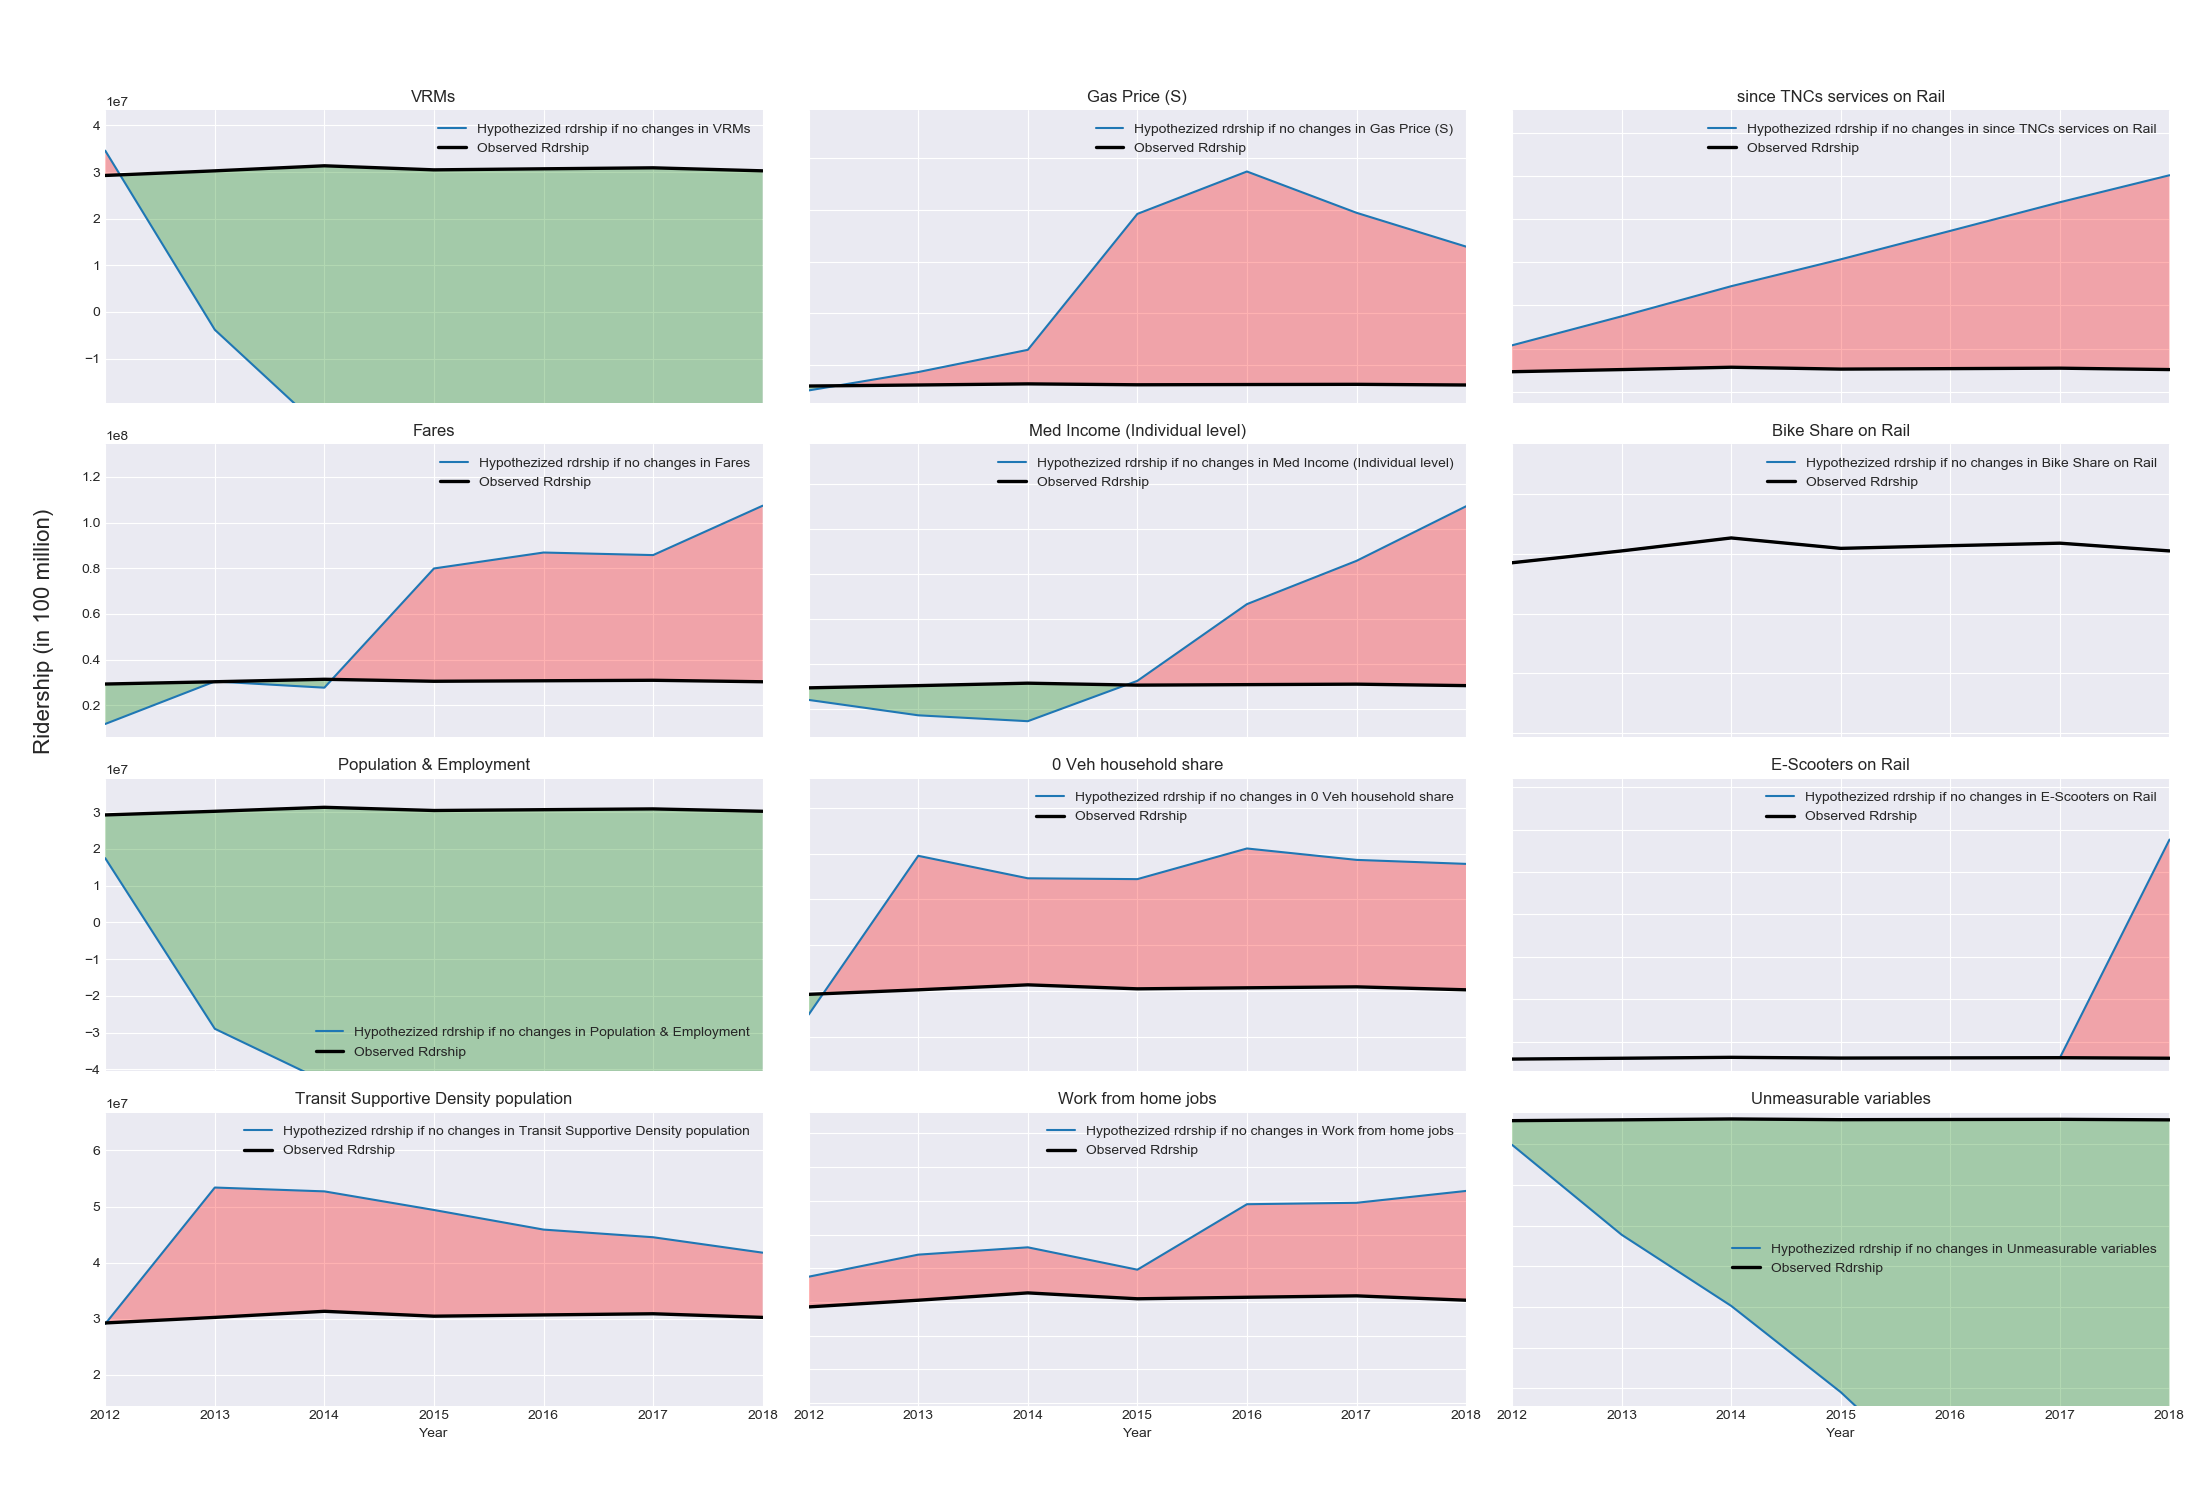 Ridership (in 100 million)
VRMs
1e7
4
3
2
1
0
−1
Hypothezized rdrship if no changes in VRMs
Observed Rdrship
Gas Price (S)
Hypothezized rdrship if no changes in Gas Price (S)
Observed Rdrship
since TNCs services on Rail
Hypothezized rdrship if no changes in since TNCs services on Rail
Observed Rdrship
Fares
1e8
1.2
1.0
0.8
0.6
0.4
0.2
Hypothezized rdrship if no changes in Fares
Observed Rdrship
Med Income (Individual level)
Hypothezized rdrship if no changes in Med Income (Individual level)
Observed Rdrship
Bike Share on Rail
Hypothezized rdrship if no changes in Bike Share on Rail
Observed Rdrship
Population & Employment
1e7
3
2
1
0
−1
−2
−3
−4
Hypothezized rdrship if no changes in Population & Employment
Observed Rdrship
0 Veh household share
Hypothezized rdrship if no changes in 0 Veh household share
Observed Rdrship
E-Scooters on Rail
Hypothezized rdrship if no changes in E-Scooters on Rail
Observed Rdrship
Transit Supportive Density population
1e7
6
5
4
3
2
Hypothezized rdrship if no changes in Transit Supportive Density population
Observed Rdrship
2012 2013 2014 2015 2016 2017 2018
Year
Work from home jobs
Hypothezized rdrship if no changes in Work from home jobs
Observed Rdrship
2012 2013 2014 2015 2016 2017 2018
Year
Unmeasurable variables
Hypothezized rdrship if no changes in Unmeasurable variables
Observed Rdrship
2012 2013 2014 2015 2016 2017 2018
Year